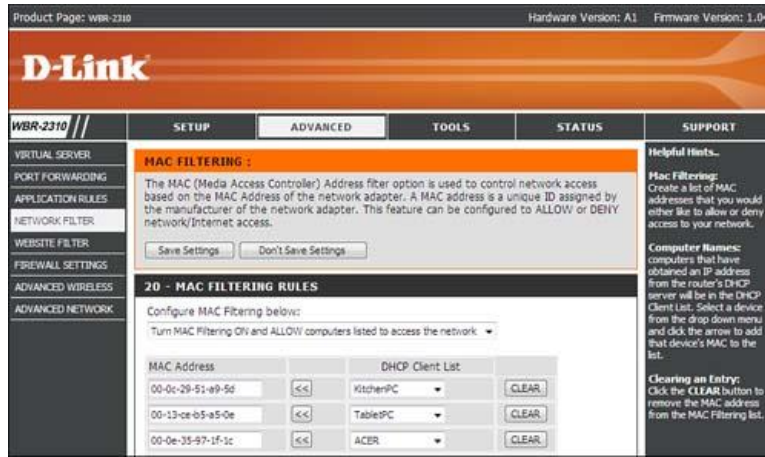 Product Page: WBR-2310
Hardware Version: A1 Firmware Version: 1.0
D-Link
WBR-2310
SETUP
ADVANCED
TOOLS
STATUS
SUPPORT
VIRTUAL SERVER
PORT FORWARDING
APPLICATION RULES
NETWORK FILTER
WEBSITE FILTER
FIREWALL SETTINGS
ADVANCED WIRELESS
ADVANCED NETWORK
MAC FILTERING :
The MAC (Media Access Controller) Address filter option is used to control network access
based on the MAC Address of the network adapter. A MAC address is a unique ID assigned by
the manufacturer of the network adapter. This feature can be configured to ALLOW or DENY
network/Internet access.
Save Settings
Don't Save Settings
20 - MAC FILTERING RULES
Configure MAC Filtering below:
Turn MAC Filtering ON and ALLOW computers listed to access the network
MAC Address
DHCP Client List
00-0c-29-51-a9-5d << KitchenPC CLEAR
00-13-ce-b5-a5-0e << TabletPC CLEAR
00-0e-35-97-1f-1c << ACER CLEAR
Helpful Hints..
Mac Filtering:
Create a list of MAC
addresses that you would
either like to allow or deny
access to your network.
Computer Names:
computers that have
obtained an IP address
from the router's DHCP
server will be in the DHCP
Client List. Select a device
from the drop down menu
and click the arrow to add
that device's MAC to the
list.
Clearing an Entry:
Click the CLEAR button to
remove the MAC address
from the MAC Filtering list.